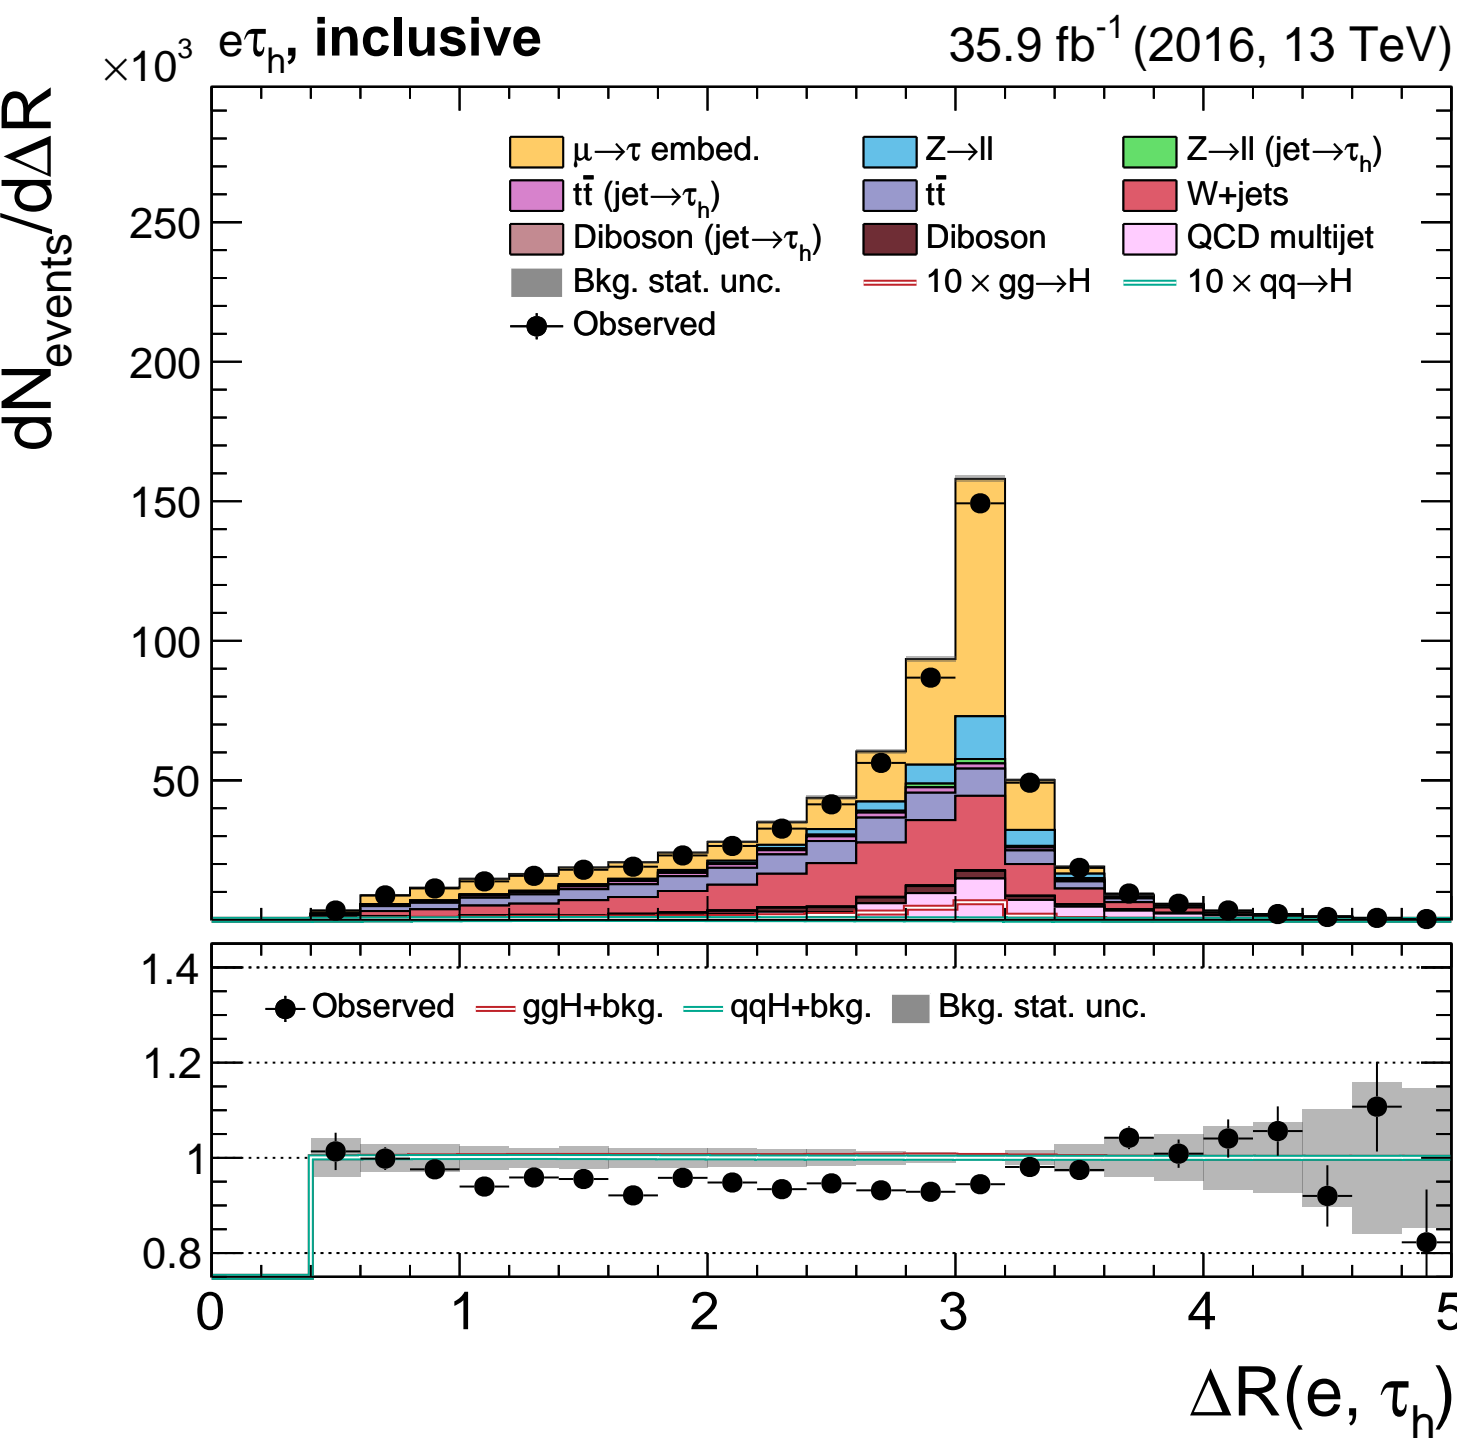 ×10³ eτₕ, inclusive 35.9 fb⁻¹ (2016, 13 TeV)
dN_events/dΔR
μ→τ embed. Z→ll Z→ll (jet→τₕ)
tt̄ (jet→τₕ) tt̄ W+jets
Diboson (jet→τₕ) Diboson QCD multijet
Bkg. stat. unc. 10 × gg→H 10 × qq→H
Observed
250
200
150
100
50
1.4
Observed ggH+bkg. qqH+bkg. Bkg. stat. unc.
1.2
1
0.8
0 1 2 3 4 5
ΔR(e, τₕ)